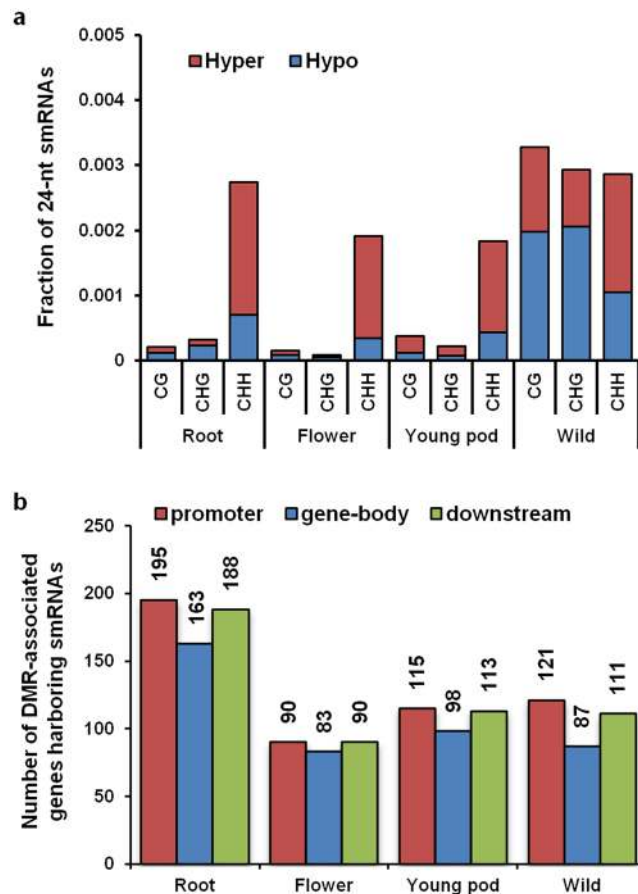 a
Fraction of 24-nt smRNAs
0.005
0.004
0.003
0.002
0.001
0
Hyper Hypo
CG CHG CHH CG CHG CHH CG CHG CHH CG CHG CHH
Root Flower Young pod Wild
b
Number of DMR-associated
genes harboring smRNAs
promoter gene-body downstream
250
200
150
100
50
0
195 163 188 90 83 90 115 98 113 121 87 111
Root Flower Young pod Wild